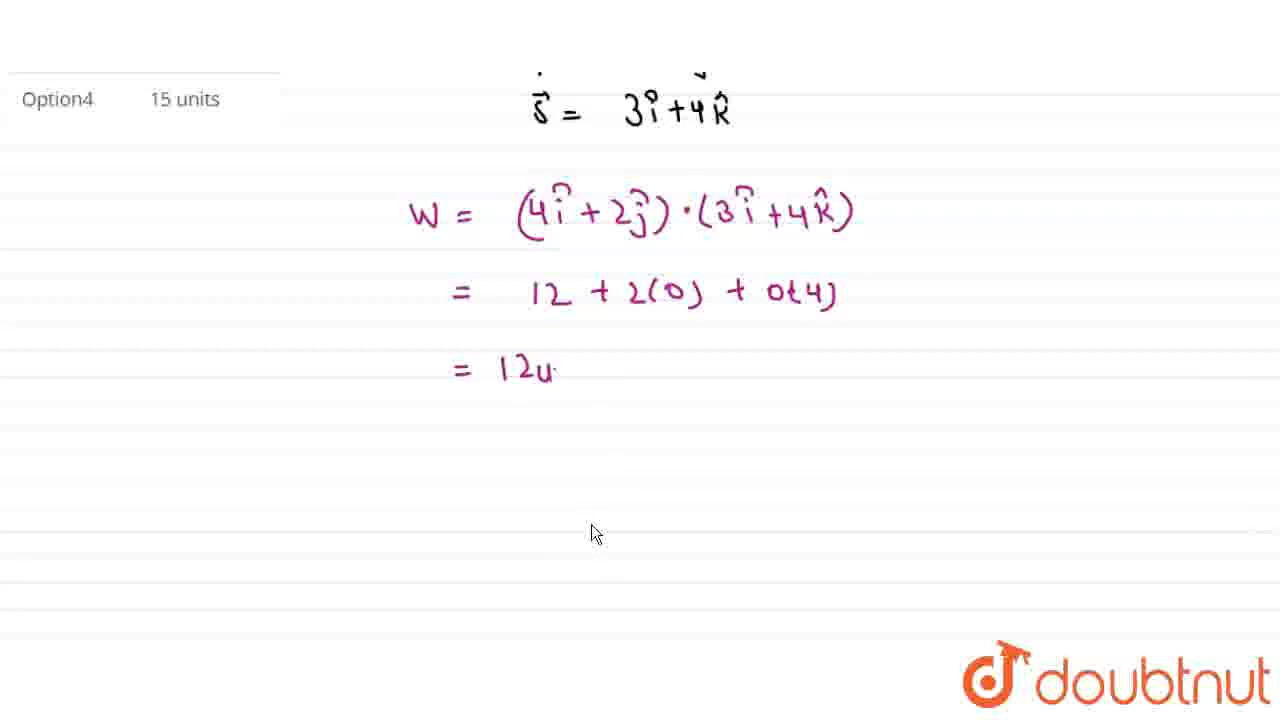 Option4 15 units
s⃗ = 3î + 4k̂
W = (4î + 2ĵ) · (3î + 4k̂)
= 12 + 2(0) + 0(4)
= 12u
doubtnut